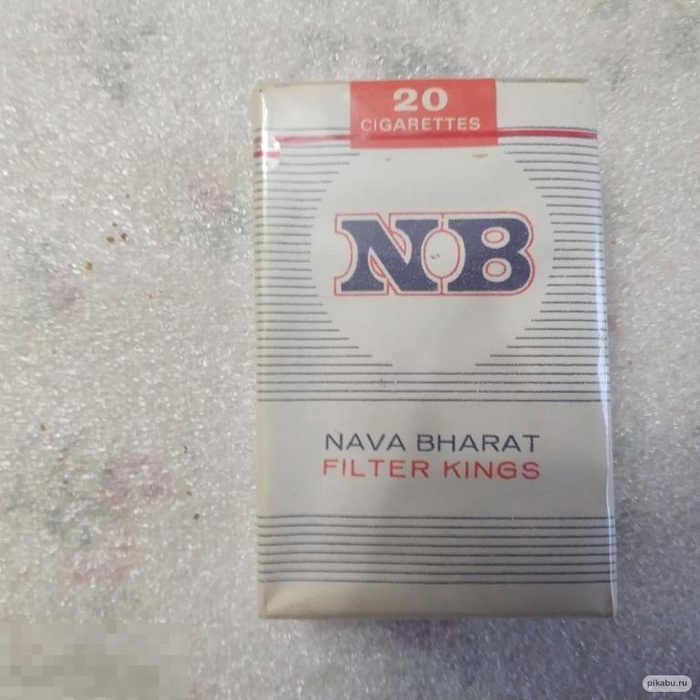 20
CIGARETTES
NB
NAVA BHARAT
FILTER KINGS
pikabu.ru